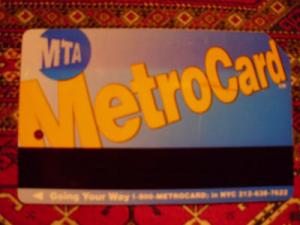 MTA
MetroCard
Going Your Way 1-800-METROCARD; in NYC 212-638-7622